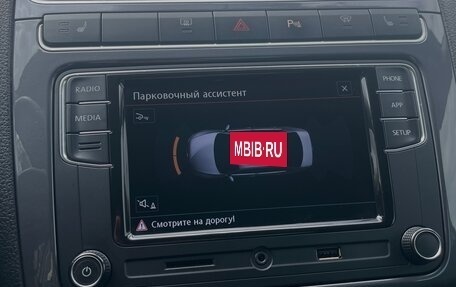 RADIO
Парковочный ассистент
PHONE
MEDIA
APP
MBIB.RU
SETUP
Смотрите на дорогу!